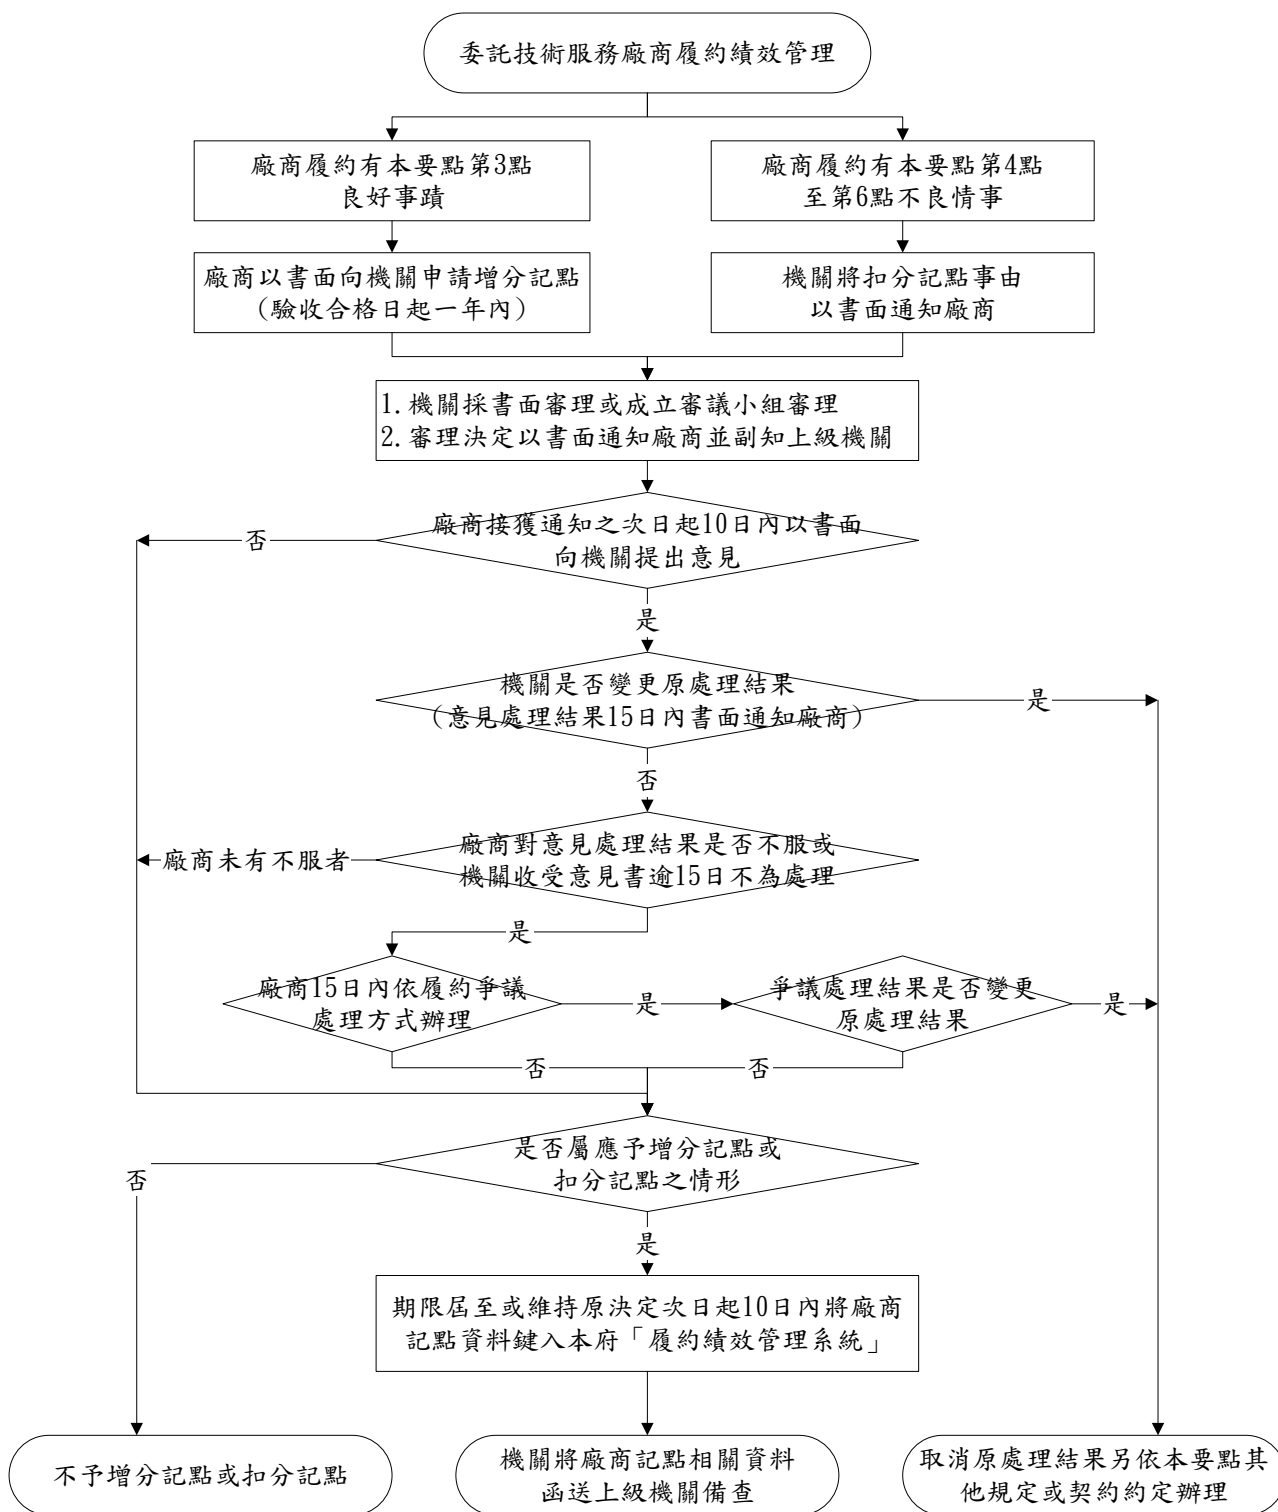 委託技術服務廠商履約績效管理
廠商履約有本要點第3點
良好事蹟
廠商履約有本要點第4點
至第6點不良情事
廠商以書面向機關申請增分記點
(驗收合格日起一年內)
機關將扣分記點事由
以書面通知廠商
1.機關採書面審理或成立審議小組審理
2.審理決定以書面通知廠商並副知上級機關
廠商接獲通知之次日起10日內以書面
向機關提出意見
否
是
機關是否變更原處理結果
(意見處理結果15日內書面通知廠商)
是
否
廠商對意見處理結果是否不服或
機關收受意見書逾15日不為處理
廠商未有不服者
是
廠商15日內依履約爭議
處理方式辦理
是
爭議處理結果是否變更
原處理結果
是
否
否
是否屬應予增分記點或
扣分記點之情形
否
是
期限屆至或維持原決定次日起10日內將廠商
記點資料鍵入本府「履約績效管理系統」
不予增分記點或扣分記點
機關將廠商記點相關資料
函送上級機關備查
取消原處理結果另依本要點其
他規定或契約約定辦理